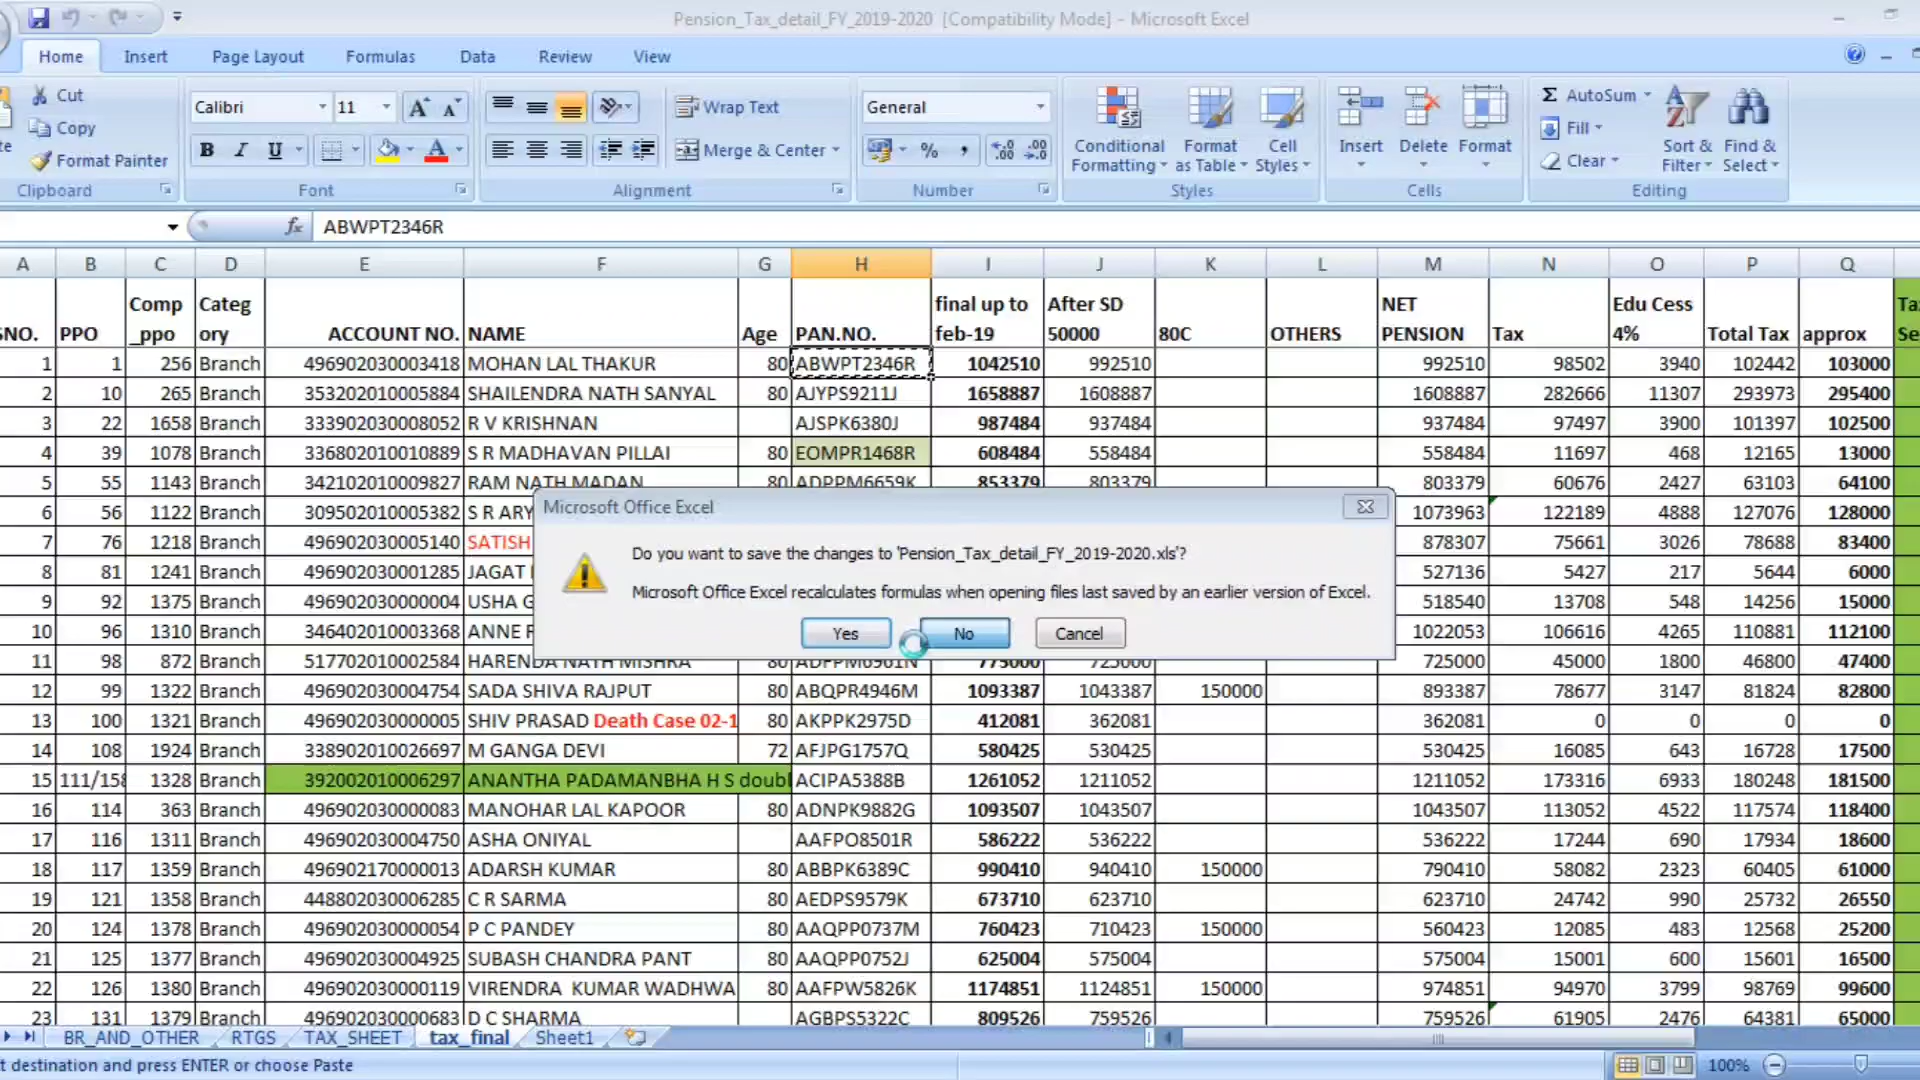 Pension_Tax_detail_FY_2019-2020 [Compatibility Mode] - Microsoft Excel
Home Insert Page Layout Formulas Data Review View
Cut
Copy
Format Painter
Clipboard
Calibri 11
B I U
Font
Wrap Text
Merge & Center
Alignment
General
%
Number
Conditional Formatting
Format as Table
Cell Styles
Styles
Insert Delete Format
Cells
AutoSum
Fill
Clear
Sort & Filter
Find & Select
Editing
fx ABWPT2346R
A B C D E F G H I J K L M N O P Q
SNO. PPO Comp_ppo Category ACCOUNT NO. NAME Age PAN.NO. final up to feb-19 After SD 50000 80C OTHERS NET PENSION Tax Edu Cess 4% Total Tax approx
1 1 256 Branch 496902030003418 MOHAN LAL THAKUR 80 ABWPT2346R 1042510 992510 992510 98502 3940 102442 103000
2 10 265 Branch 353202010005884 SHAILENDRA NATH SANYAL 80 AJYPS9211J 1658887 1608887 1608887 282666 11307 293973 295400
3 22 1658 Branch 333902030008052 R V KRISHNAN AJSPK6380J 987484 937484 937484 97497 3900 101397 102500
4 39 1078 Branch 336802010010889 S R MADHAVAN PILLAI 80 EOMPR1468R 608484 558484 558484 11697 468 12165 13000
5 55 1143 Branch 342102010009827 RAM NATH MADAN 80 ADPPM6659K 853379 803379 803379 60676 2427 63103 64100
6 56 1122 Branch 309502010005382 S R ARY 1073963 122189 4888 127076 128000
7 76 1218 Branch 496902030005140 SATISH 878307 75661 3026 78688 83400
8 81 1241 Branch 496902030001285 JAGAT 527136 5427 217 5644 6000
9 92 1375 Branch 496902030000004 USHA G 518540 13708 548 14256 15000
10 96 1310 Branch 346402010003368 ANNE 1022053 106616 4265 110881 112100
11 98 872 Branch 517702010002584 HARENDA NATH MISHRA 80 ADFPM6961N 775000 725000 725000 45000 1800 46800 47400
12 99 1322 Branch 496902030004754 SADA SHIVA RAJPUT 80 ABQPR4946M 1093387 1043387 150000 893387 78677 3147 81824 82800
13 100 1321 Branch 496902030000005 SHIV PRASAD Death Case 02-1 80 AKPPK2975D 412081 362081 362081 0 0 0 0
14 108 1924 Branch 338902010026697 M GANGA DEVI 72 AFJPG1757Q 580425 530425 530425 16085 643 16728 17500
15 111/158 1328 Branch 392002010006297 ANANTHA PADAMANBHA H S doubl ACIPA5388B 1261052 1211052 1211052 173316 6933 180248 181500
16 114 363 Branch 496902030000083 MANOHAR LAL KAPOOR 80 ADNPK9882G 1093507 1043507 1043507 113052 4522 117574 118400
17 116 1311 Branch 496902030004750 ASHA ONIYAL AAFPO8501R 586222 536222 536222 17244 690 17934 18600
18 117 1359 Branch 496902170000013 ADARSH KUMAR 80 ABBPK6389C 990410 940410 150000 790410 58082 2323 60405 61000
19 121 1358 Branch 448802030006285 C R SARMA 80 AEDPS9579K 673710 623710 623710 24742 990 25732 26550
20 124 1378 Branch 496902030000054 P C PANDEY 80 AAQPP0737M 760423 710423 150000 560423 12085 483 12568 25200
21 125 1377 Branch 496902030004925 SUBASH CHANDRA PANT 80 AAQPP0752J 625004 575004 575004 15001 600 15601 16500
22 126 1380 Branch 496902030000119 VIRENDRA KUMAR WADHWA 80 AAFPW5826K 1174851 1124851 150000 974851 94970 3799 98769 99600
23 131 1379 Branch 496902030000683 D C SHARMA AGBPS5322C 809526 759526 759526 61905 2476 64381 65000
Microsoft Office Excel
Do you want to save the changes to 'Pension_Tax_detail_FY_2019-2020.xls'?
Microsoft Office Excel recalculates formulas when opening files last saved by an earlier version of Excel.
Yes No Cancel
BR_AND_OTHER RTGS TAX_SHEET tax_final Sheet1
t destination and press ENTER or choose Paste
100%